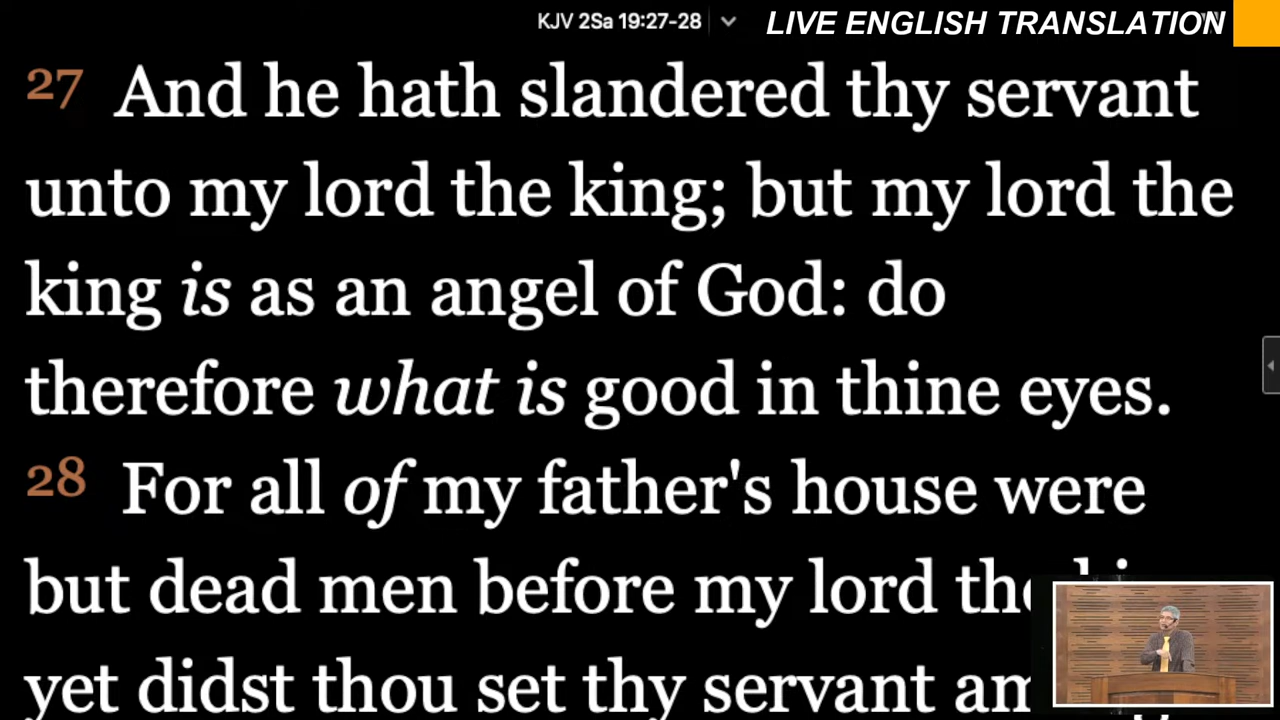 KJV 2Sa 19:27-28
LIVE ENGLISH TRANSLATION
27 And he hath slandered thy servant
unto my lord the king; but my lord the
king is as an angel of God: do
therefore what is good in thine eyes.
28 For all of my father's house were
but dead men before my lord
yet didst thou set thy servant